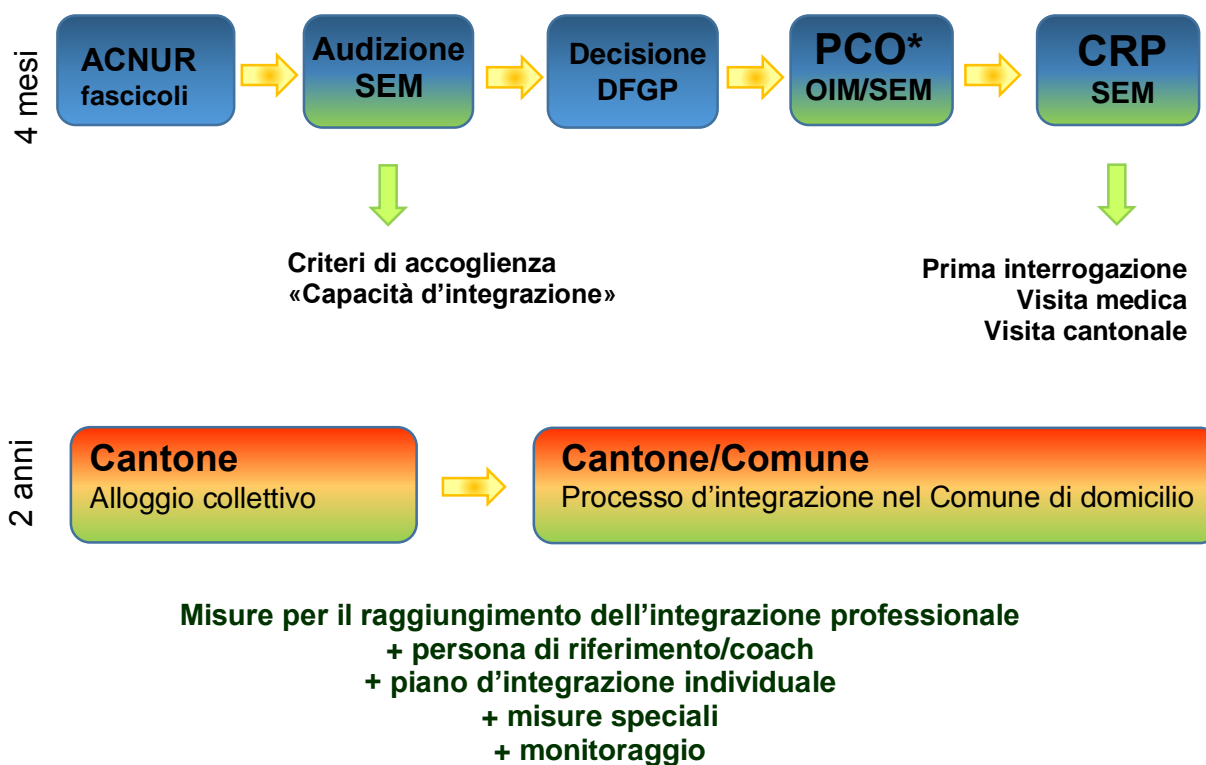 4 mesi
ACNUR
fascicoli
Audizione
SEM
Decisione
DFGP
PCO*
OIM/SEM
CRP
SEM
Criteri di accoglienza
«Capacità d’integrazione»
Prima interrogazione
Visita medica
Visita cantonale
2 anni
Cantone
Alloggio collettivo
Cantone/Comune
Processo d’integrazione nel Comune di domicilio
Misure per il raggiungimento dell’integrazione professionale
+ persona di riferimento/coach
+ piano d’integrazione individuale
+ misure speciali
+ monitoraggio